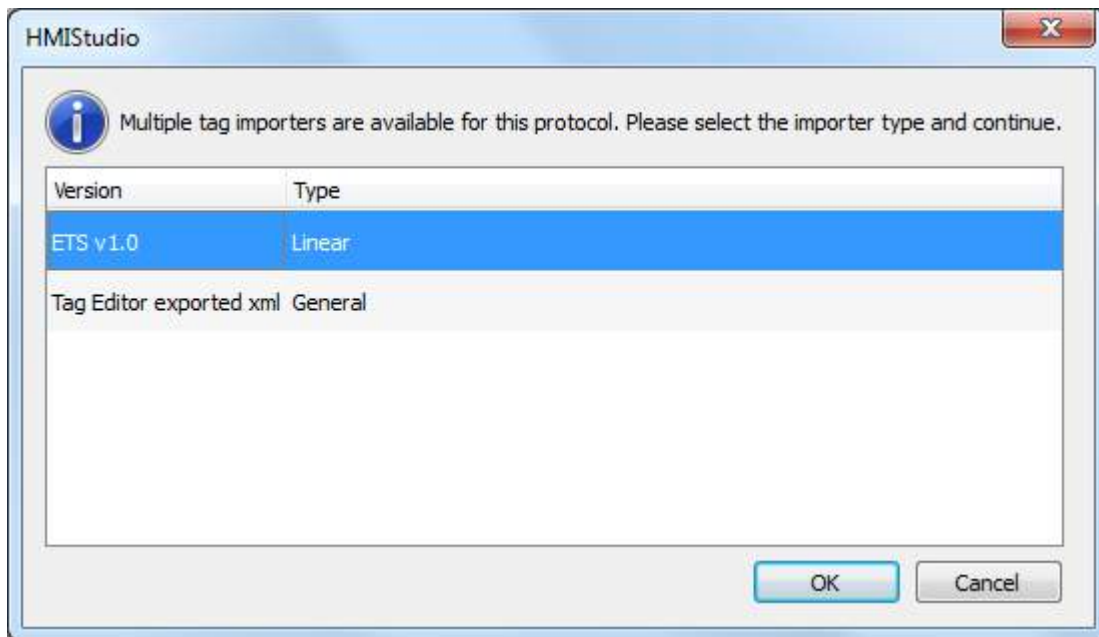 HMIStudio
Multiple tag importers are available for this protocol. Please select the importer type and continue.
Version Type
ETS v1.0 Linear
Tag Editor exported xml General
OK Cancel